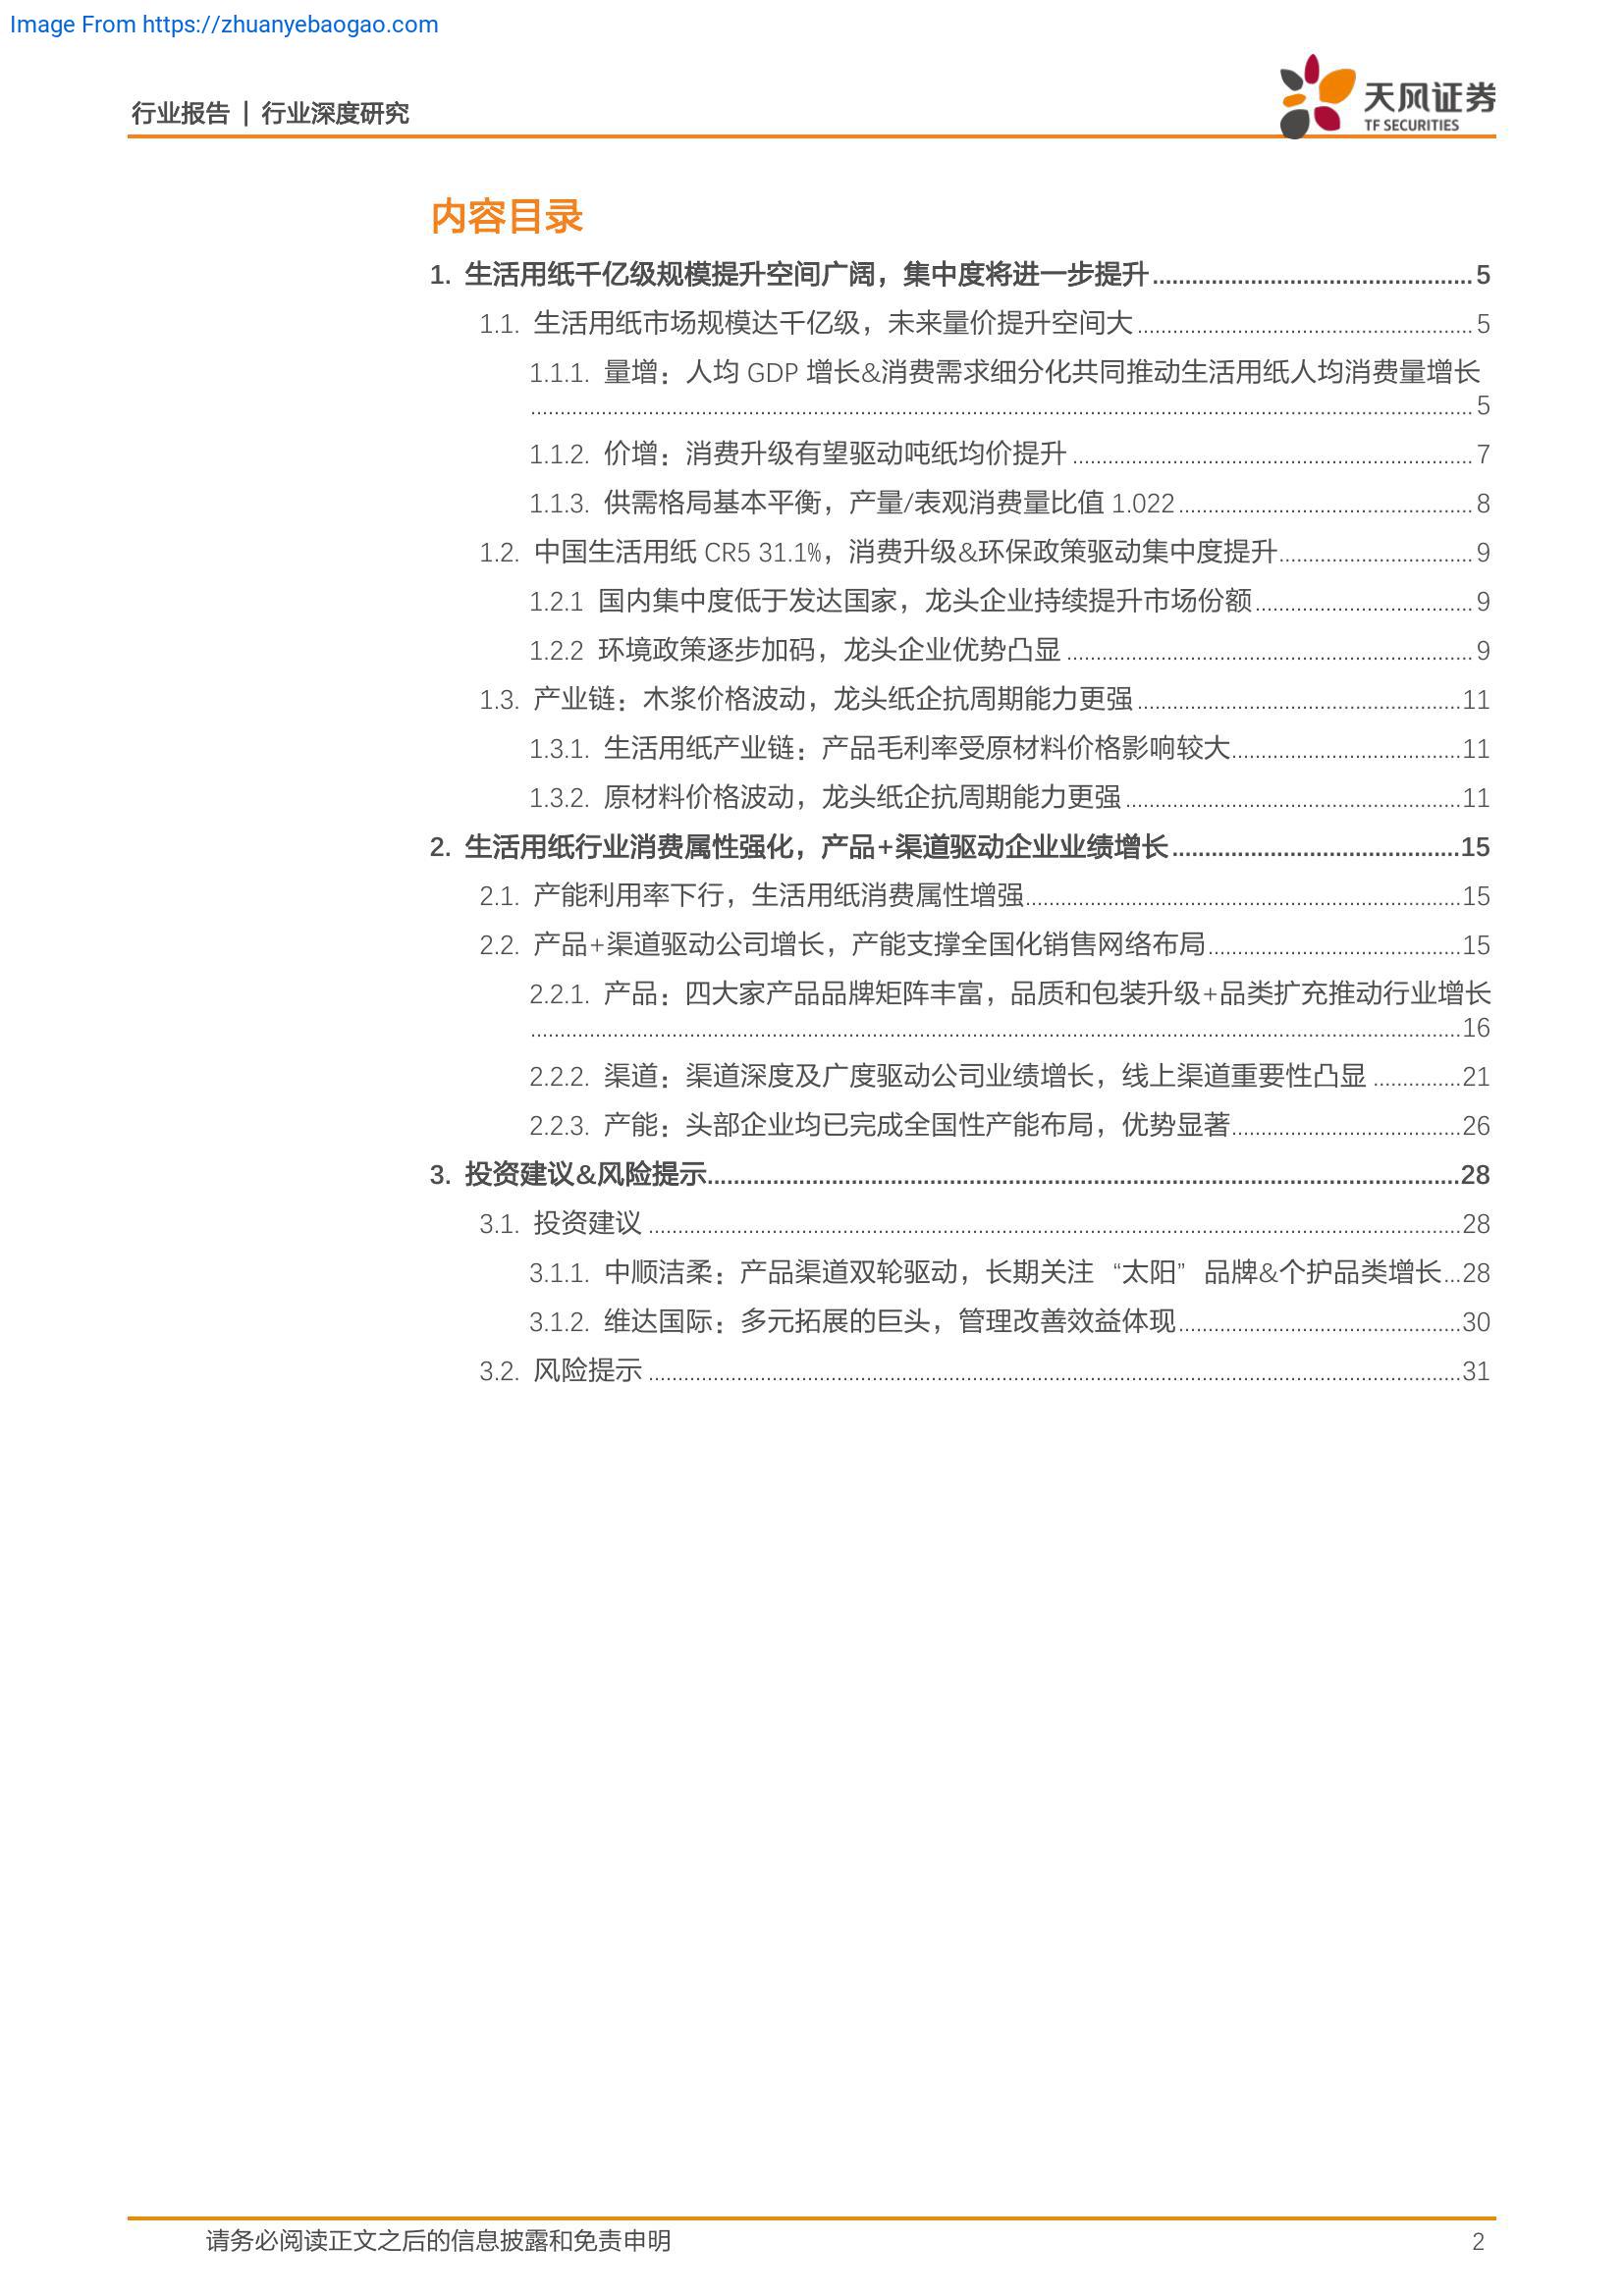 Image From https://zhuanyebaogao.com
行业报告 | 行业深度研究
天风证券
TF SECURITIES
内容目录
1. 生活用纸千亿级规模提升空间广阔，集中度将进一步提升................................................5
1.1. 生活用纸市场规模达千亿级，未来量价提升空间大........................................................5
1.1.1. 量增：人均 GDP 增长&消费需求细分化共同推动生活用纸人均消费量增长
................................................................................................................................................5
1.1.2. 价增：消费升级有望驱动吨纸均价提升....................................................................7
1.1.3. 供需格局基本平衡，产量/表观消费量比值 1.022..................................................8
1.2. 中国生活用纸 CR5 31.1%，消费升级&环保政策驱动集中度提升.................................9
1.2.1 国内集中度低于发达国家，龙头企业持续提升市场份额.....................................9
1.2.2 环境政策逐步加码，龙头企业优势凸显.....................................................................9
1.3. 产业链：木浆价格波动，龙头纸企抗周期能力更强.......................................................11
1.3.1. 生活用纸产业链：产品毛利率受原材料价格影响较大.......................................11
1.3.2. 原材料价格波动，龙头纸企抗周期能力更强.........................................................11
2. 生活用纸行业消费属性强化，产品+渠道驱动企业业绩增长...........................................15
2.1. 产能利用率下行，生活用纸消费属性增强..........................................................................15
2.2. 产品+渠道驱动公司增长，产能支撑全国化销售网络布局...........................................15
2.2.1. 产品：四大家产品品牌矩阵丰富，品质和包装升级+品类扩充推动行业增长
..............................................................................................................................................16
2.2.2. 渠道：渠道深度及广度驱动公司业绩增长，线上渠道重要性凸显...............21
2.2.3. 产能：头部企业均已完成全国性产能布局，优势显著.......................................26
3. 投资建议&风险提示...................................................................................................................28
3.1. 投资建议..........................................................................................................................................28
3.1.1. 中顺洁柔：产品渠道双轮驱动，长期关注“太阳”品牌&个护品类增长...28
3.1.2. 维达国际：多元拓展的巨头，管理改善效益体现................................................30
3.2. 风险提示..........................................................................................................................................31
请务必阅读正文之后的信息披露和免责申明
2